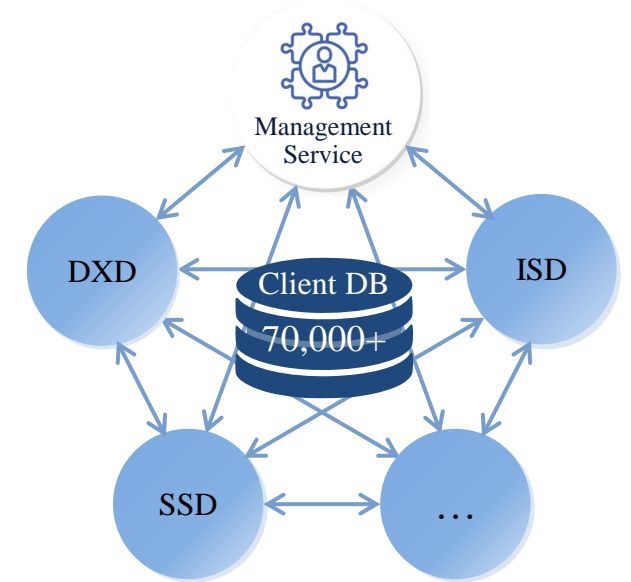 Management
Service
DXD
ISD
Client DB
70,000+
SSD
...